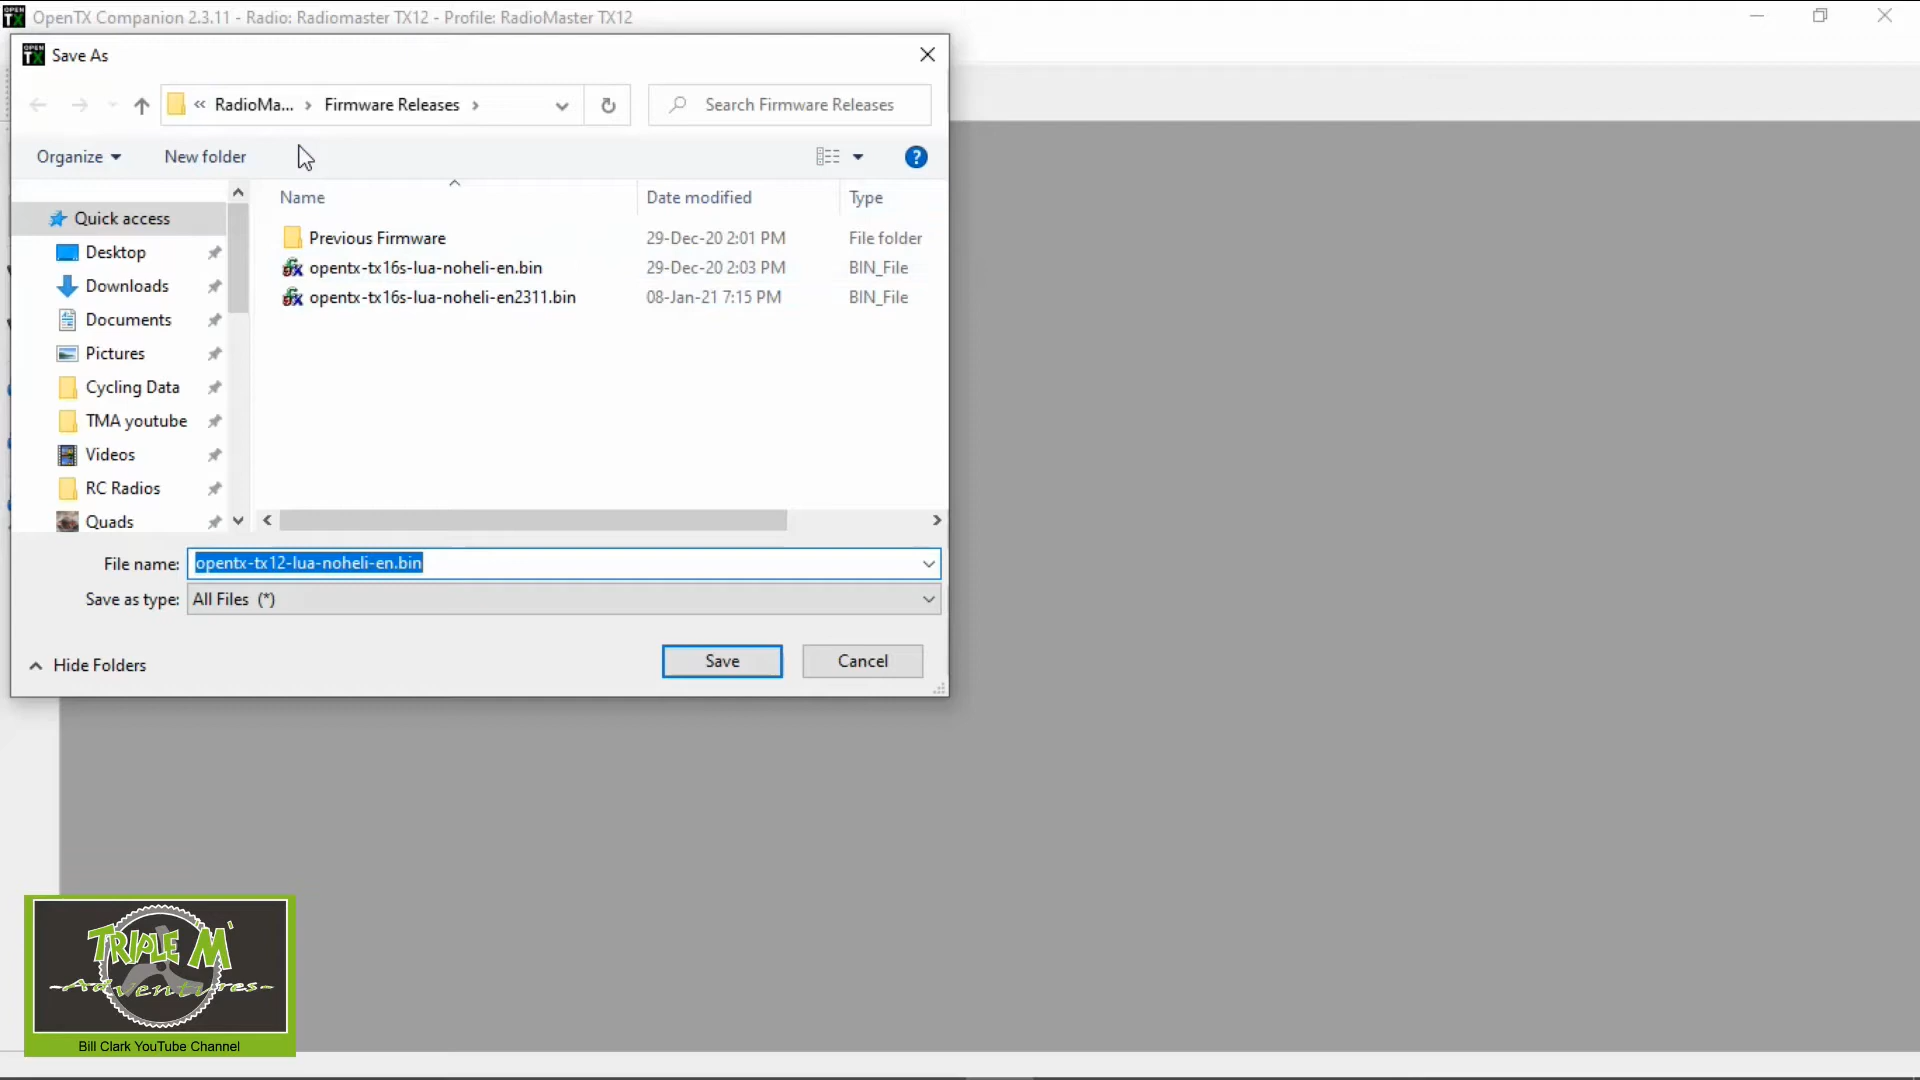 OpenTX Companion 2.3.11 - Radio: Radiomaster TX12 - Profile: RadioMaster TX12
Save As
« RadioMa... › Firmware Releases ›
Search Firmware Releases
Organize
New folder
Name
Date modified
Type
Quick access
Desktop
Downloads
Documents
Pictures
Cycling Data
TMA youtube
Videos
RC Radios
Quads
Previous Firmware 29-Dec-20 2:01 PM File folder
opentx-tx16s-lua-noheli-en.bin 29-Dec-20 2:03 PM BIN_File
opentx-tx16s-lua-noheli-en2311.bin 08-Jan-21 7:15 PM BIN_File
File name: opentx-tx12-lua-noheli-en.bin
Save as type: All Files (*)
Hide Folders
Save
Cancel
TRIPLE M
-Adventures-
Bill Clark YouTube Channel